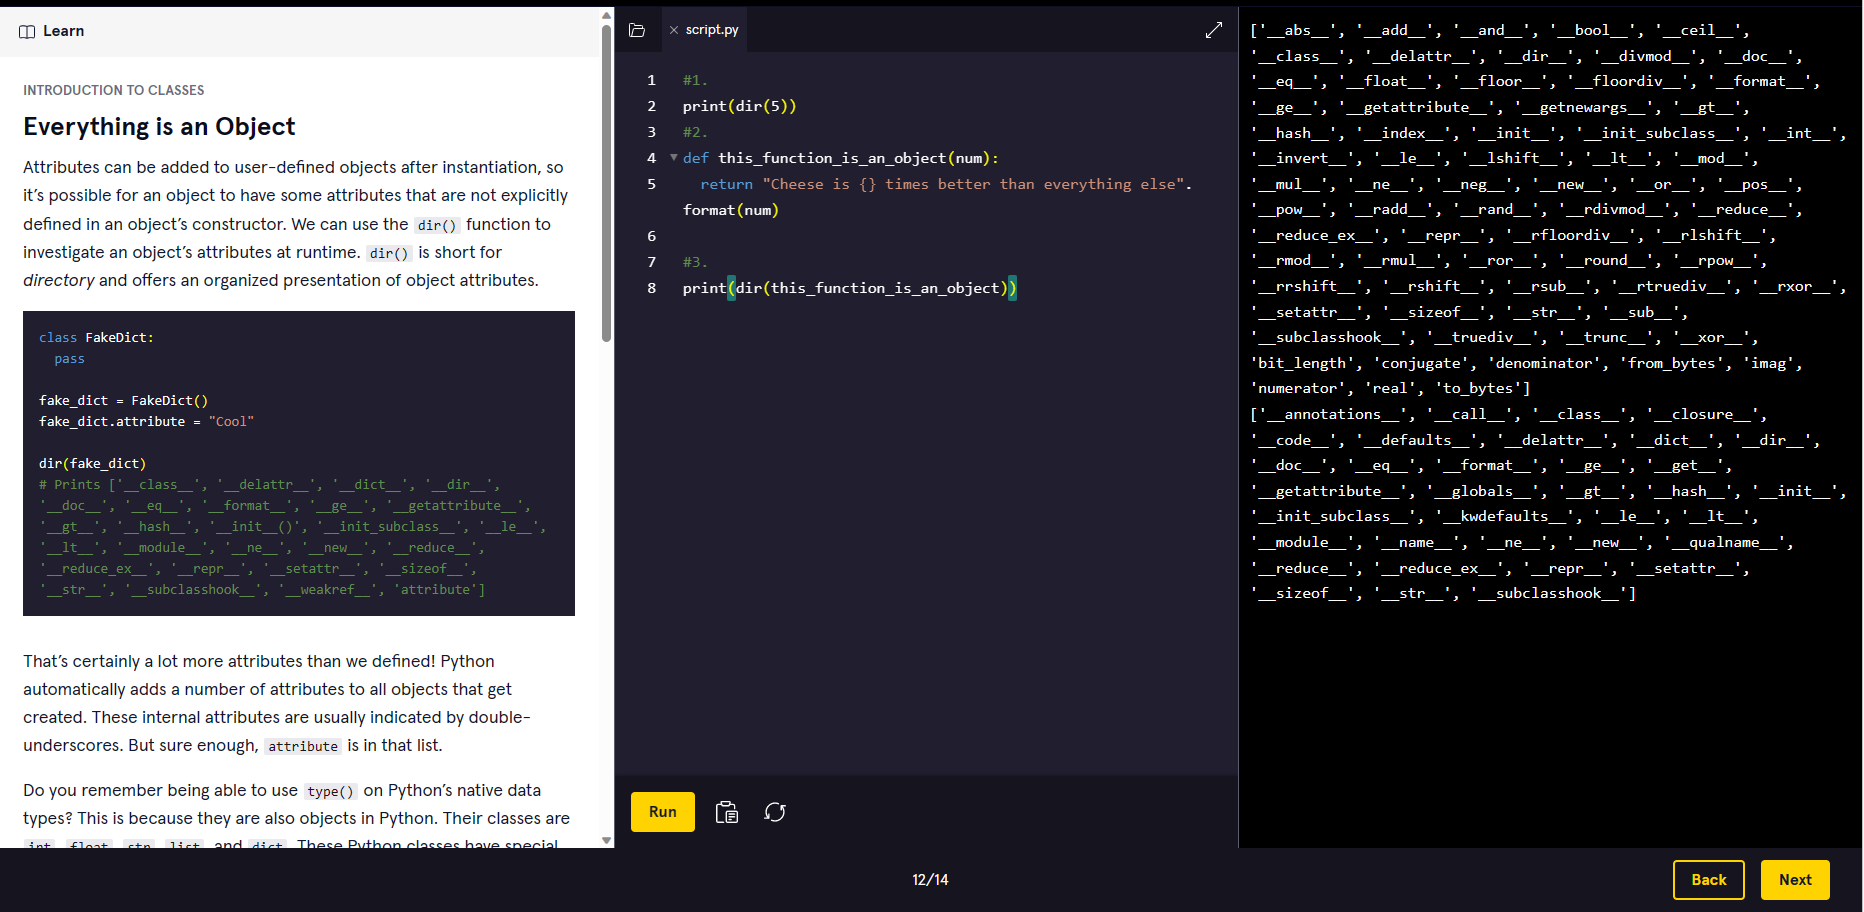 Learn
INTRODUCTION TO CLASSES
Everything is an Object
Attributes can be added to user-defined objects after instantiation, so
it's possible for an object to have some attributes that are not explicitly
defined in an object's constructor. We can use the dir() function to
investigate an object's attributes at runtime. dir() is short for
directory and offers an organized presentation of object attributes.
class FakeDict:
  pass
fake_dict = FakeDict()
fake_dict.attribute = "Cool"
dir(fake_dict)
# Prints ['__class__', '__delattr__', '__dict__', '__dir__',
'__doc__', '__eq__', '__format__', '__ge__', '__getattribute__',
'__gt__', '__hash__', '__init__()', '__init_subclass__', '__le__',
'__lt__', '__module__', '__ne__', '__new__', '__reduce__',
'__reduce_ex__', '__repr__', '__setattr__', '__sizeof__',
'__str__', '__subclasshook__', '__weakref__', 'attribute']
That's certainly a lot more attributes than we defined! Python
automatically adds a number of attributes to all objects that get
created. These internal attributes are usually indicated by double-
underscores. But sure enough, attribute is in that list.
Do you remember being able to use type() on Python's native data
types? This is because they are also objects in Python. Their classes are
int, float, str, list, and dict. These Python classes have special
script.py
1 #1.
2 print(dir(5))
3 #2.
4 def this_function_is_an_object(num):
5   return "Cheese is {} times better than everything else".
format(num)
6
7 #3.
8 print(dir(this_function_is_an_object))
Run
['__abs__', '__add__', '__and__', '__bool__', '__ceil__',
'__class__', '__delattr__', '__dir__', '__divmod__', '__doc__',
'__eq__', '__float__', '__floor__', '__floordiv__', '__format__',
'__ge__', '__getattribute__', '__getnewargs__', '__gt__',
'__hash__', '__index__', '__init__', '__init_subclass__', '__int__',
'__invert__', '__le__', '__lshift__', '__lt__', '__mod__',
'__mul__', '__ne__', '__neg__', '__new__', '__or__', '__pos__',
'__pow__', '__radd__', '__rand__', '__rdivmod__', '__reduce__',
'__reduce_ex__', '__repr__', '__rfloordiv__', '__rlshift__',
'__rmod__', '__rmul__', '__ror__', '__round__', '__rpow__',
'__rrshift__', '__rshift__', '__rsub__', '__rtruediv__', '__rxor__',
'__setattr__', '__sizeof__', '__str__', '__sub__',
'__subclasshook__', '__truediv__', '__trunc__', '__xor__',
'bit_length', 'conjugate', 'denominator', 'from_bytes', 'imag',
'numerator', 'real', 'to_bytes']
['__annotations__', '__call__', '__class__', '__closure__',
'__code__', '__defaults__', '__delattr__', '__dict__', '__dir__',
'__doc__', '__eq__', '__format__', '__ge__', '__get__',
'__getattribute__', '__globals__', '__gt__', '__hash__', '__init__',
'__init_subclass__', '__kwdefaults__', '__le__', '__lt__',
'__module__', '__name__', '__ne__', '__new__', '__qualname__',
'__reduce__', '__reduce_ex__', '__repr__', '__setattr__',
'__sizeof__', '__str__', '__subclasshook__']
12/14
Back
Next